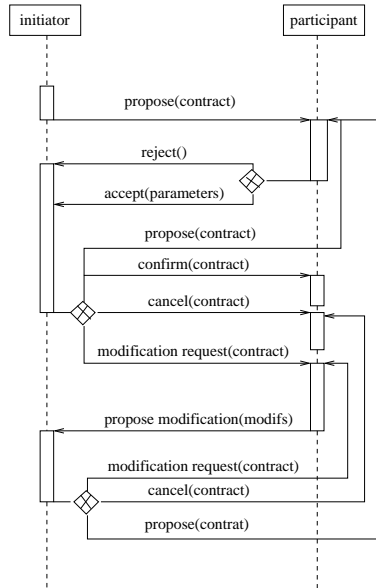 initiator participant
propose(contract)
reject()
accept(parameters)
propose(contract)
confirm(contract)
cancel(contract)
modification request(contract)
propose modification(modifs)
modification request(contract)
cancel(contract)
propose(contrat)